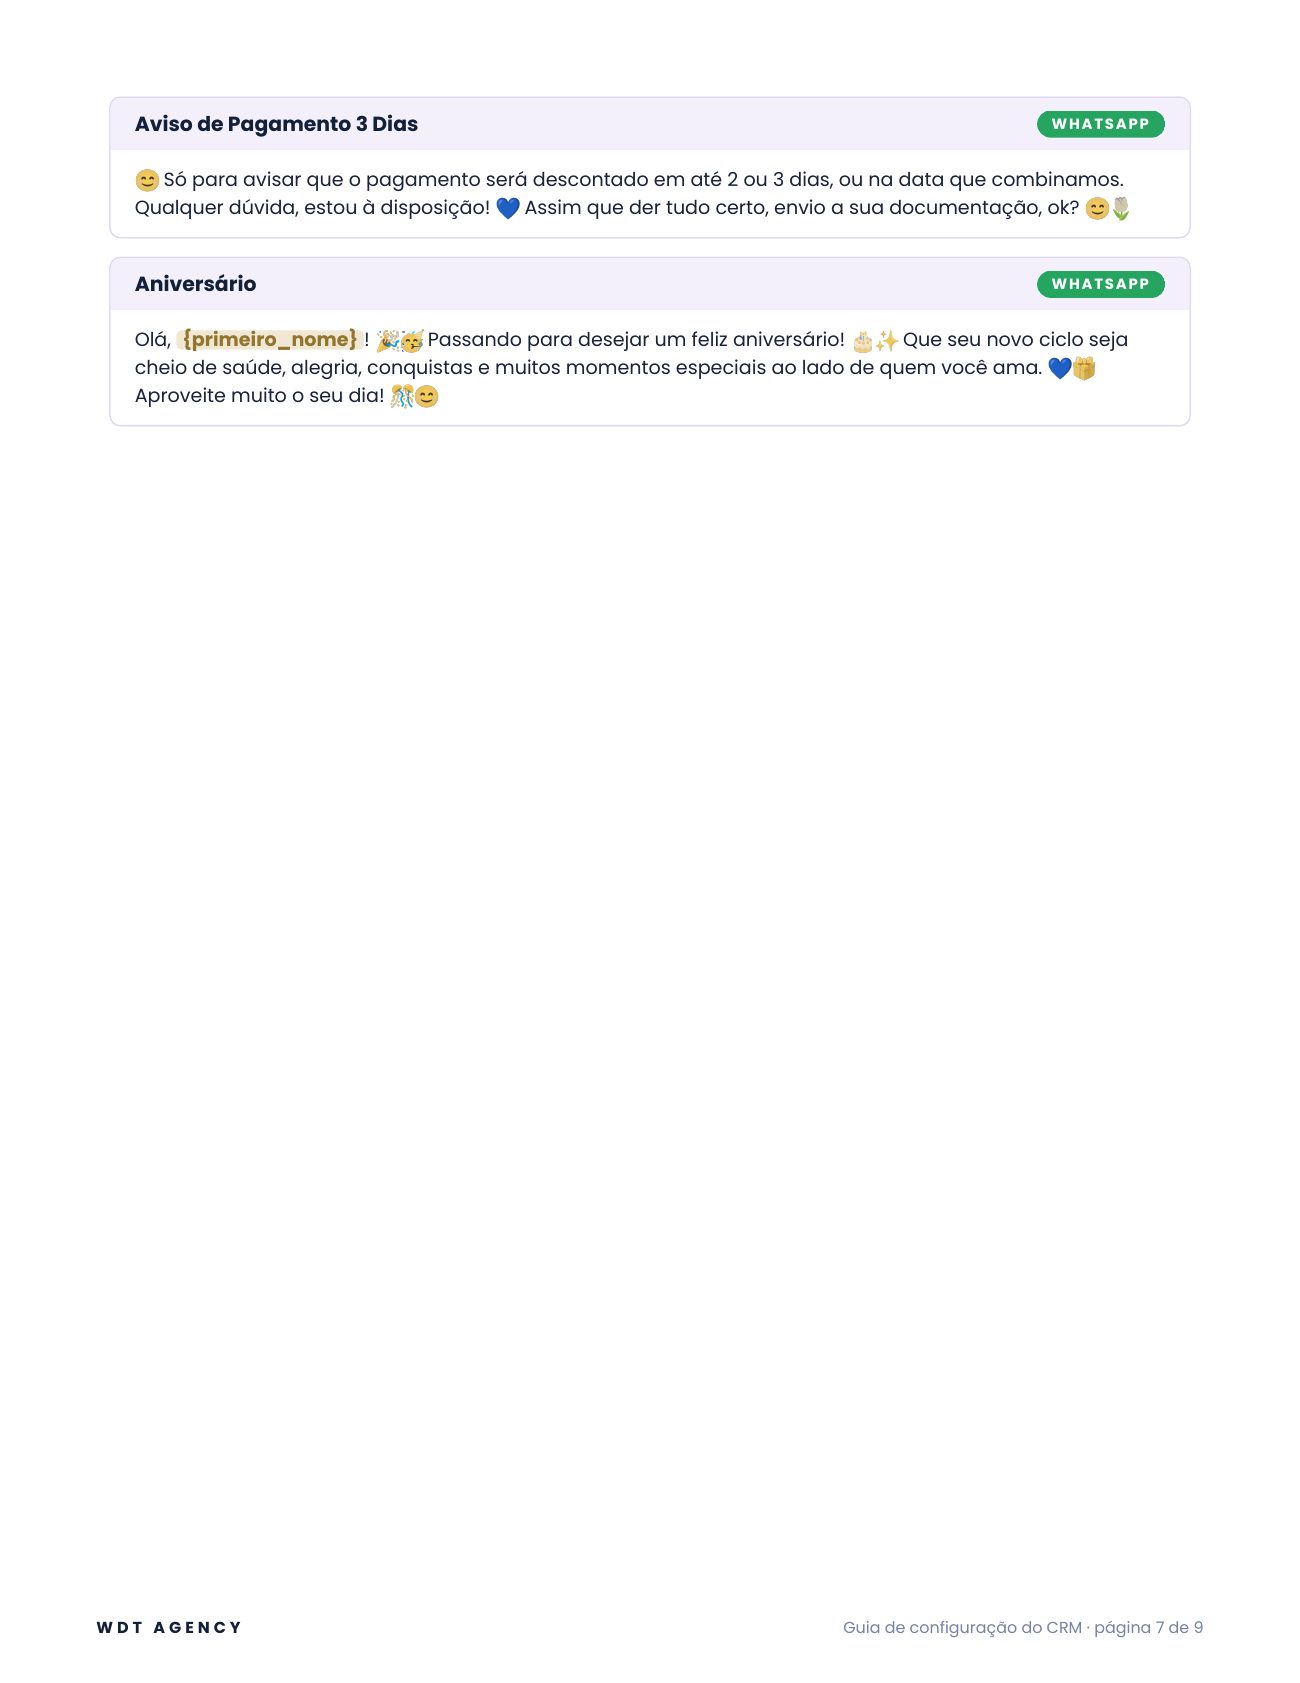 Aviso de Pagamento 3 Dias
WHATSAPP
😊 Só para avisar que o pagamento será descontado em até 2 ou 3 dias, ou na data que combinamos.
Qualquer dúvida, estou à disposição! 💙 Assim que der tudo certo, envio a sua documentação, ok? 😊🌷
Aniversário
WHATSAPP
Olá, {primeiro_nome} ! 🎉🥳 Passando para desejar um feliz aniversário! 🎂✨ Que seu novo ciclo seja
cheio de saúde, alegria, conquistas e muitos momentos especiais ao lado de quem você ama. 💙🎁
Aproveite muito o seu dia! 🎊😊
WDT AGENCY
Guia de configuração do CRM · página 7 de 9